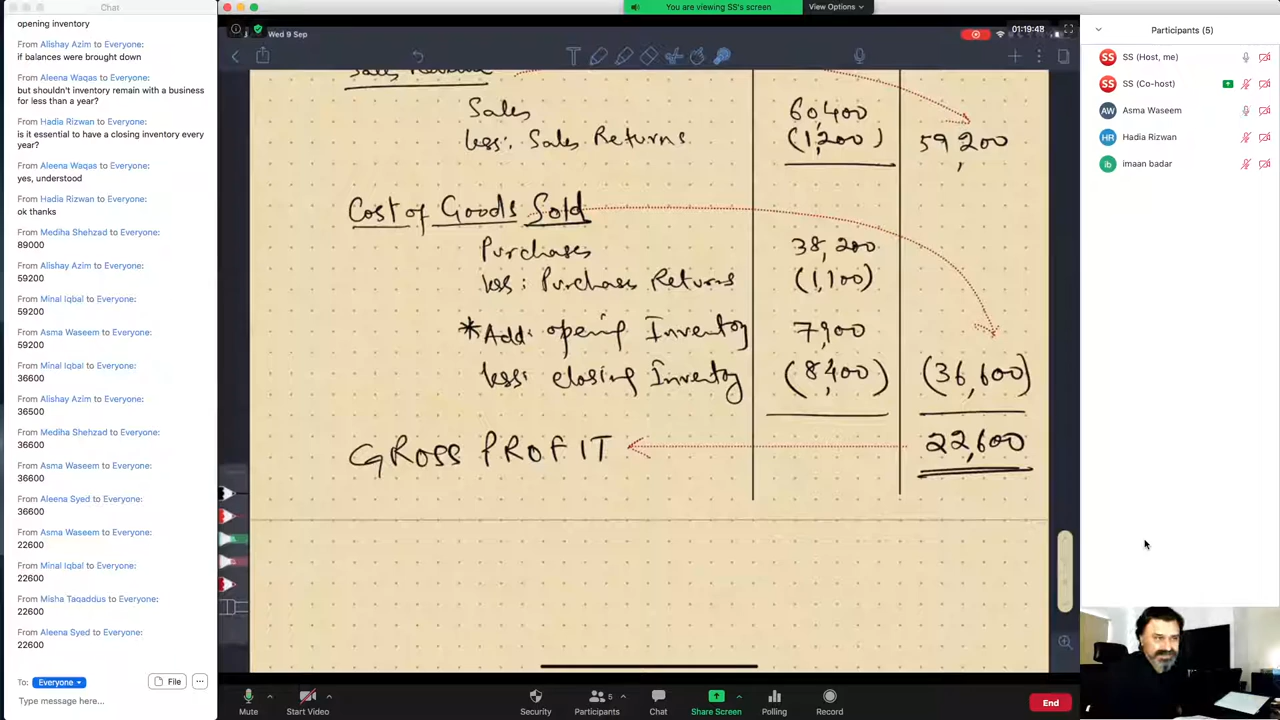 Chat
You are viewing SS's screen
View Options
Participants (5)
opening inventory
From Alishay Azim to Everyone:
if balances were brought down
From Aleena Waqas to Everyone:
but shouldn't inventory remain with a business
for less than a year?
From Hadia Rizwan to Everyone:
is it essential to have a closing inventory every
year?
From Aleena Waqas to Everyone:
yes, understood
From Hadia Rizwan to Everyone:
ok thanks
From Mediha Shehzad to Everyone:
89000
From Alishay Azim to Everyone:
59200
From Minal Iqbal to Everyone:
59200
From Asma Waseem to Everyone:
59200
From Minal Iqbal to Everyone:
36600
From Alishay Azim to Everyone:
36500
From Mediha Shehzad to Everyone:
36600
From Asma Waseem to Everyone:
36600
From Aleena Syed to Everyone:
36600
From Asma Waseem to Everyone:
22600
From Minal Iqbal to Everyone:
22600
From Misha Taqaddus to Everyone:
22600
From Aleena Syed to Everyone:
22600
To: Everyone
File
Type message here...
Wed 9 Sep
01:19:48
Sales Revenue
Sales 60,400
less: Sales Returns (1,200) 59,200
Cost of Goods Sold
Purchases 38,200
less: Purchase Returns (1,100)
*Add: opening Inventory 7,900
less: closing Inventory (8,400) (36,600)
GROSS PROFIT 22,600
SS SS (Host, me)
SS SS (Co-host)
AW Asma Waseem
HR Hadia Rizwan
ib imaan badar
Mute
Start Video
Security
Participants 5
Chat
Share Screen
Polling
Record
End